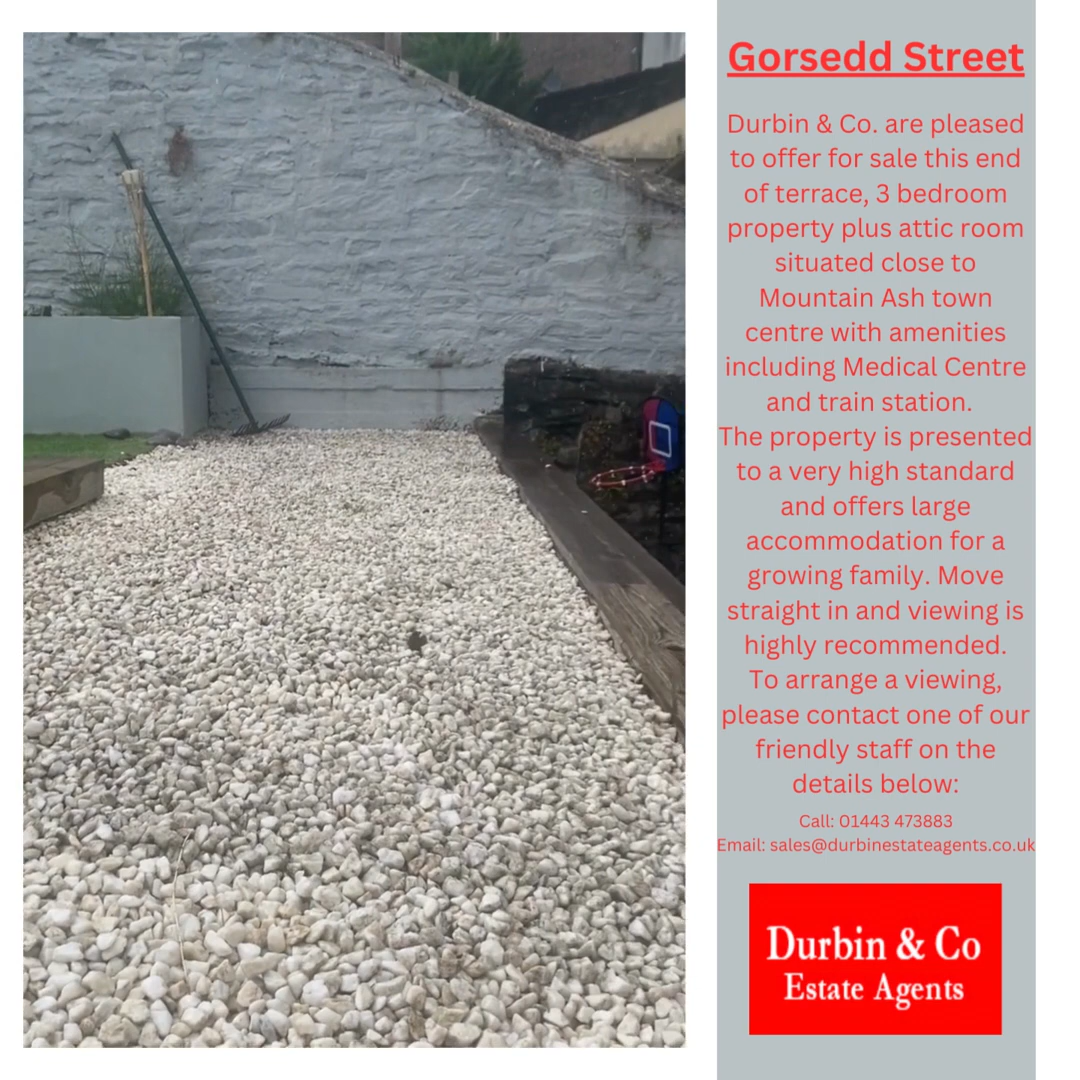 Gorsedd Street
Durbin & Co. are pleased
to offer for sale this end
of terrace, 3 bedroom
property plus attic room
situated close to
Mountain Ash town
centre with amenities
including Medical Centre
and train station.
The property is presented
to a very high standard
and offers large
accommodation for a
growing family. Move
straight in and viewing is
highly recommended.
To arrange a viewing,
please contact one of our
friendly staff on the
details below:
Call: 01443 473883
Email: sales@durbinestateagents.co.uk
Durbin & Co
Estate Agents